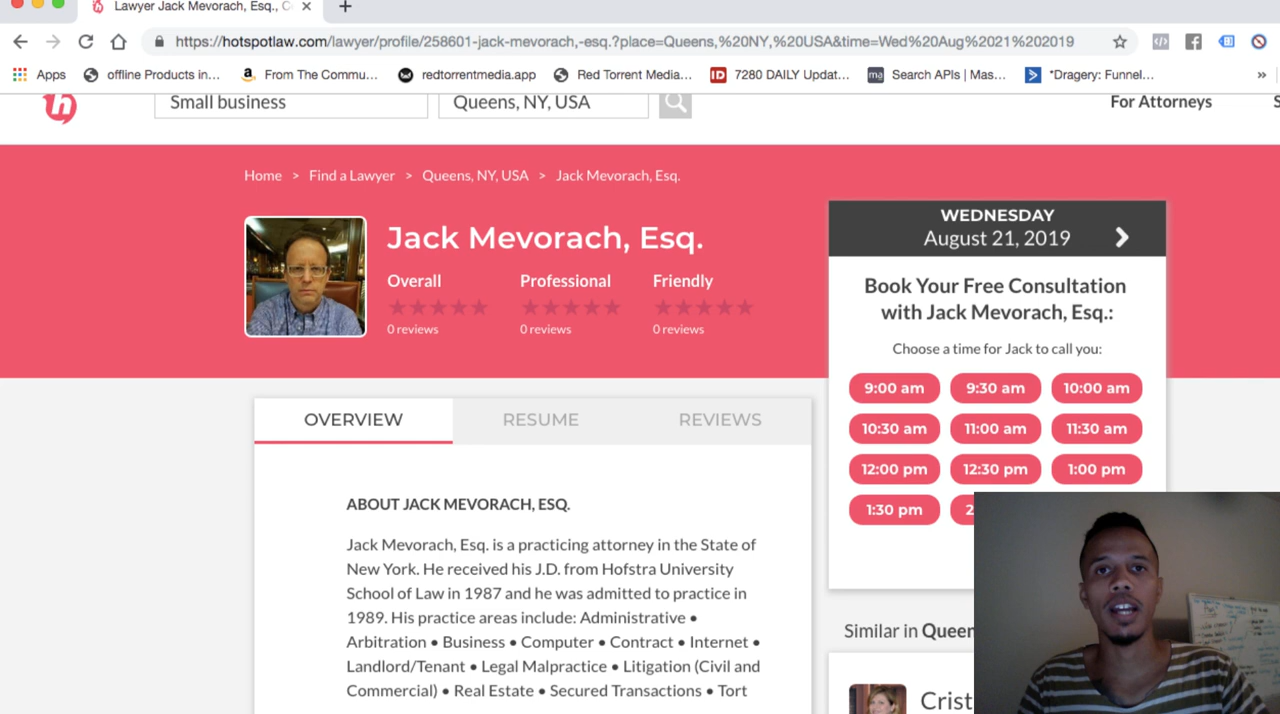 Lawyer Jack Mevorach, Esq., C
https://hotspotlaw.com/lawyer/profile/258601-jack-mevorach,-esq.?place=Queens,%20NY,%20USA&time=Wed%20Aug%2021%202019
Apps offline Products in... From The Commu... redtorrentmedia.app Red Torrent Media... 7280 DAILY Updat... Search APIs | Mas... *Dragery: Funnel... »
Small business Queens, NY, USA For Attorneys S
Home > Find a Lawyer > Queens, NY, USA > Jack Mevorach, Esq.
Jack Mevorach, Esq.
Overall Professional Friendly
0 reviews 0 reviews 0 reviews
WEDNESDAY
August 21, 2019
Book Your Free Consultation
with Jack Mevorach, Esq.:
Choose a time for Jack to call you:
9:00 am 9:30 am 10:00 am
10:30 am 11:00 am 11:30 am
12:00 pm 12:30 pm 1:00 pm
1:30 pm 2
OVERVIEW RESUME REVIEWS
ABOUT JACK MEVORACH, ESQ.
Jack Mevorach, Esq. is a practicing attorney in the State of
New York. He received his J.D. from Hofstra University
School of Law in 1987 and he was admitted to practice in
1989. His practice areas include: Administrative •
Arbitration • Business • Computer • Contract • Internet •
Landlord/Tenant • Legal Malpractice • Litigation (Civil and
Commercial) • Real Estate • Secured Transactions • Tort
Similar in Queen
Crist